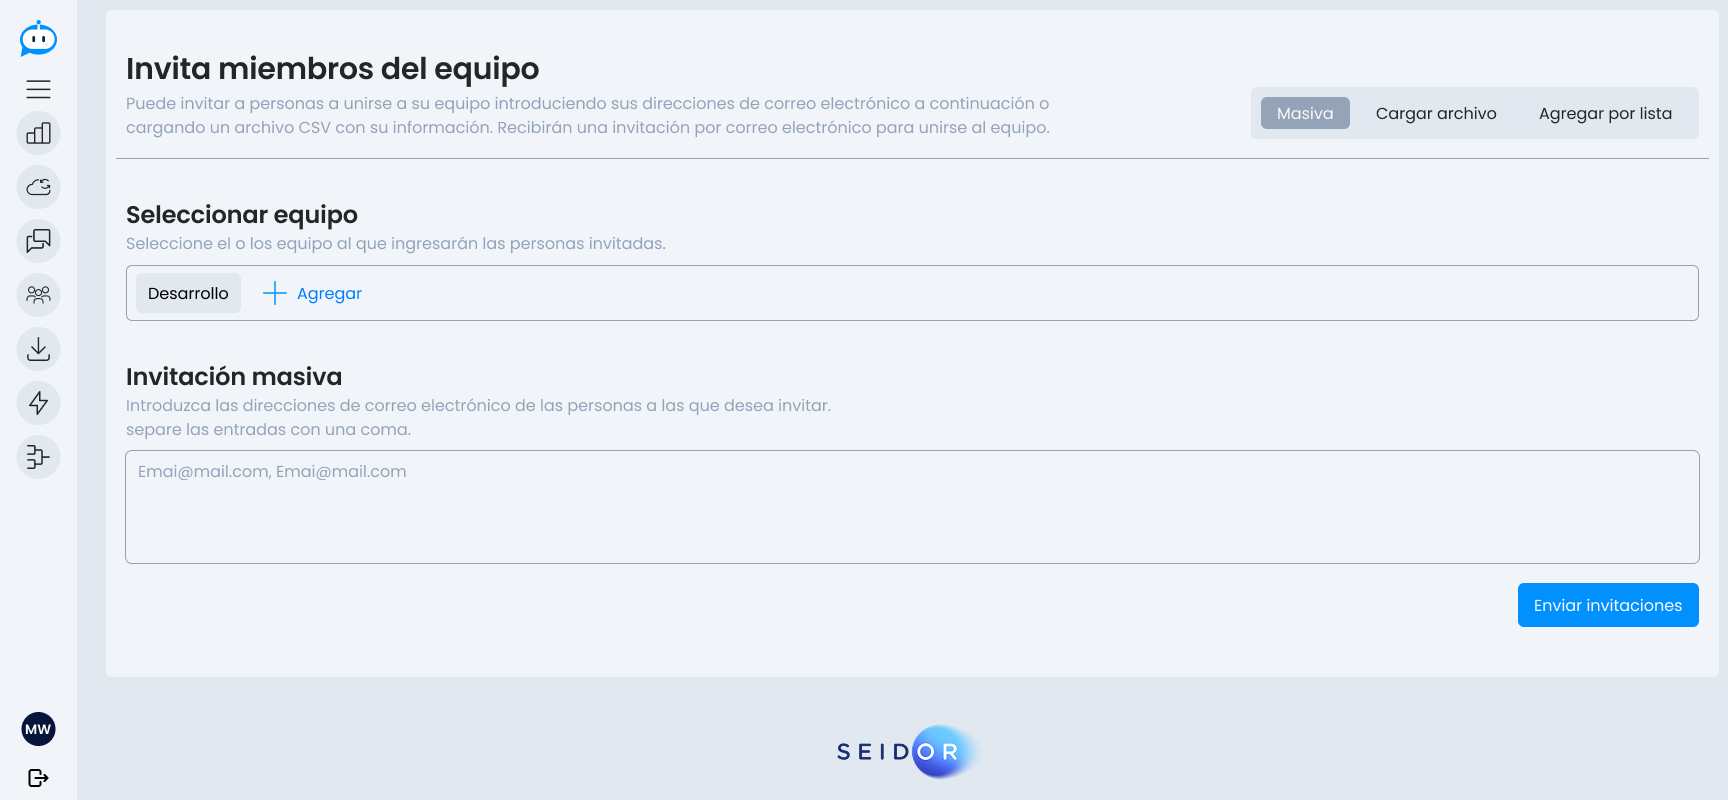 Invita miembros del equipo
Puede invitar a personas a unirse a su equipo introduciendo sus direcciones de correo electrónico a continuación o
cargando un archivo CSV con su información. Recibirán una invitación por correo electrónico para unirse al equipo.
Masiva
Cargar archivo
Agregar por lista
Seleccionar equipo
Seleccione el o los equipo al que ingresarán las personas invitadas.
Desarrollo
Agregar
Invitación masiva
Introduzca las direcciones de correo electrónico de las personas a las que desea invitar.
separe las entradas con una coma.
Emai@mail.com, Emai@mail.com
Enviar invitaciones
MW
SEIDOR